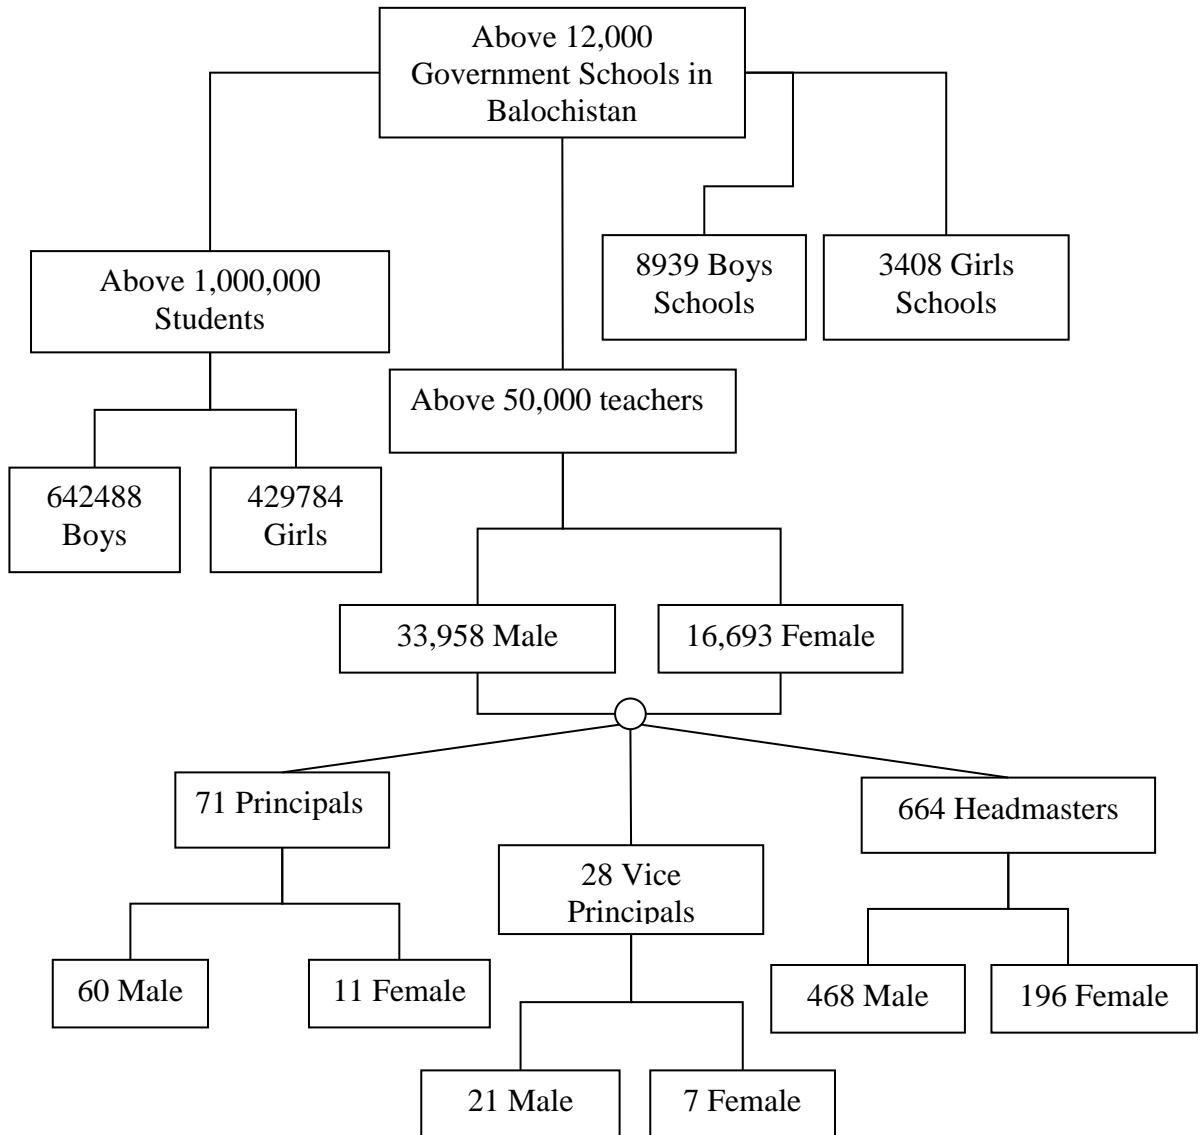 Above 12,000
Government Schools in
Balochistan
8939 Boys
Schools
3408 Girls
Schools
Above 1,000,000
Students
Above 50,000 teachers
642488
Boys
429784
Girls
33,958 Male
16,693 Female
71 Principals
664 Headmasters
28 Vice
Principals
60 Male
11 Female
468 Male
196 Female
21 Male
7 Female